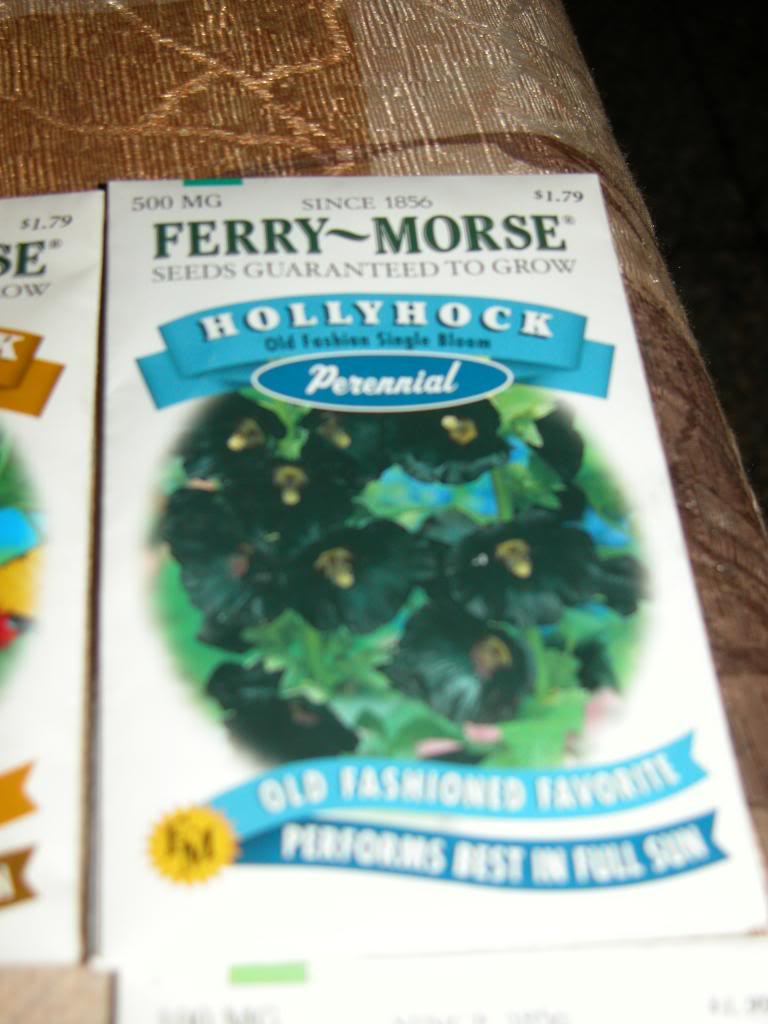 $1.79
SE®
OW
K
N
500 MG SINCE 1856 $1.79
FERRY~MORSE®
SEEDS GUARANTEED TO GROW
HOLLYHOCK
Old Fashion Single Bloom
Perennial
OLD FASHIONED FAVORITE
FM
PERFORMS BEST IN FULL SUN